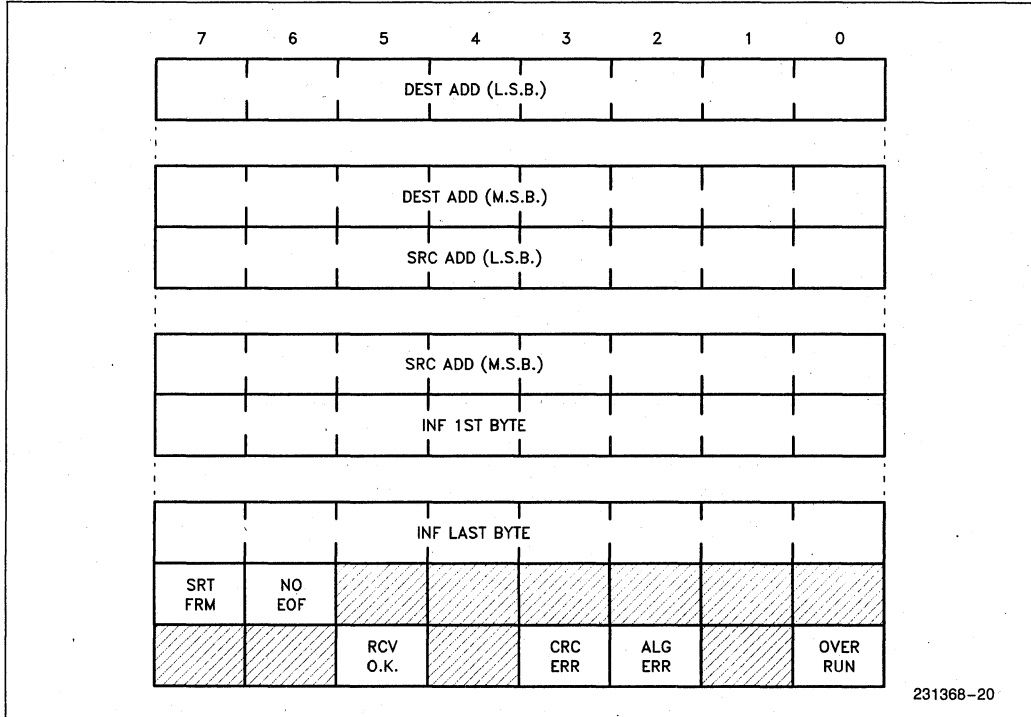 7 6 5 4 3 2 1 0
DEST ADD (L.S.B.)
DEST ADD (M.S.B.)
SRC ADD (L.S.B.)
SRC ADD (M.S.B.)
INF 1ST BYTE
INF LAST BYTE
SRT FRM
NO EOF
RCV O.K.
CRC ERR
ALG ERR
OVER RUN
231368-20